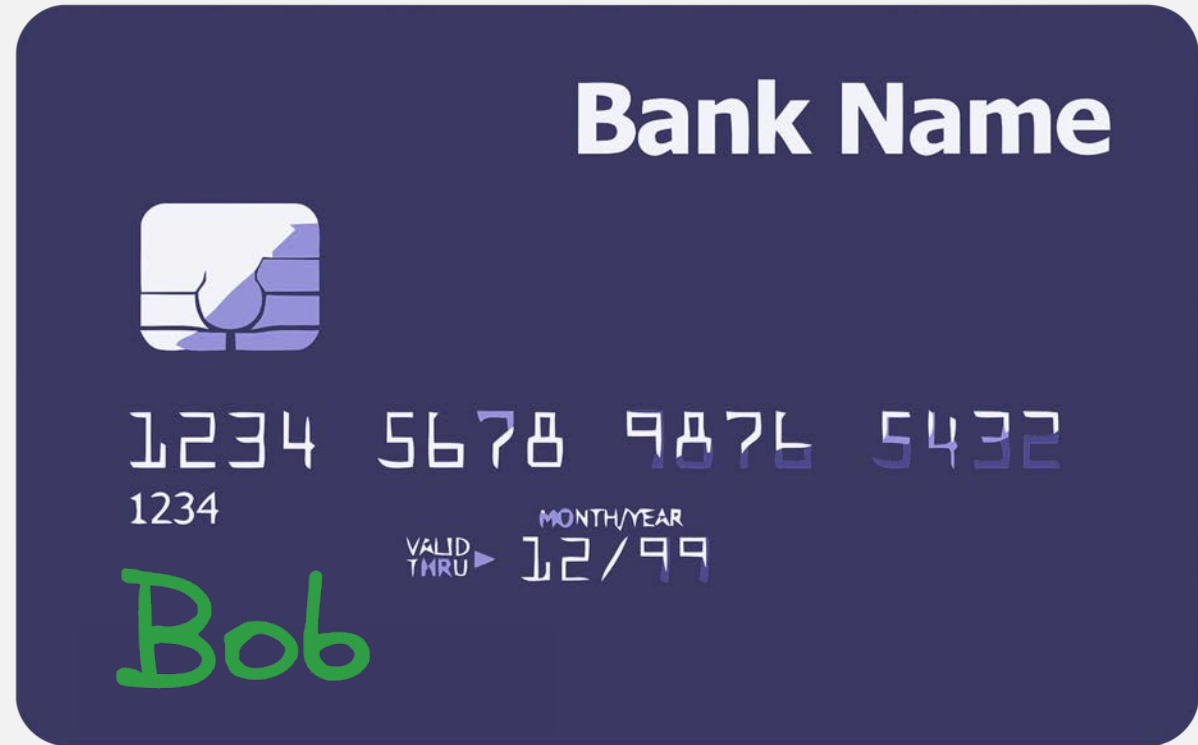 Bank Name
1234 5678 9876 5432
1234
MONTH/YEAR
VALID
THRU
12/99
Bob